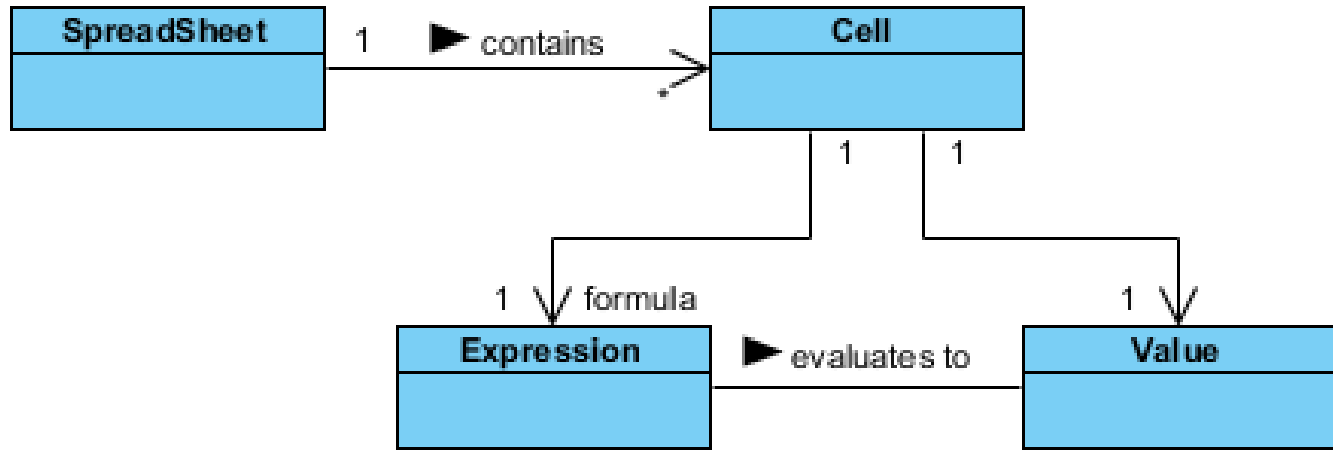 SpreadSheet
1 ► contains
*
Cell
1
1
1 formula
1
Expression
► evaluates to
Value